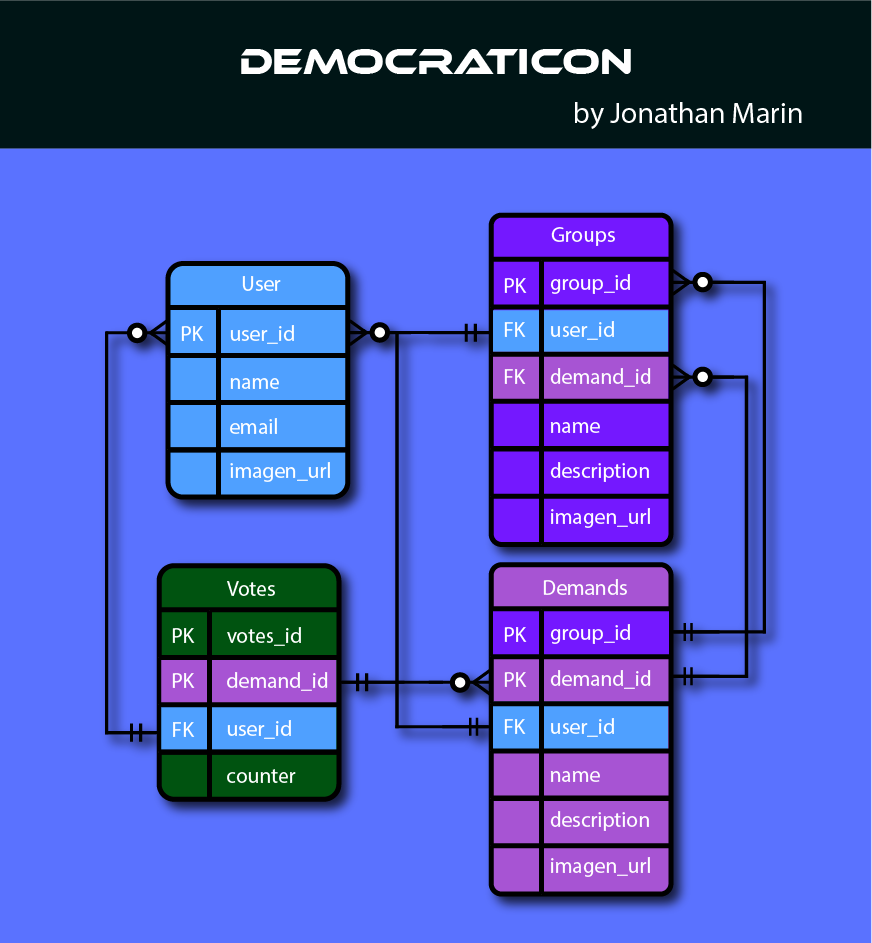 DEMOCRATICON
by Jonathan Marin
User
PK user_id
name
email
imagen_url
Groups
PK group_id
FK user_id
FK demand_id
name
description
imagen_url
Votes
PK votes_id
PK demand_id
FK user_id
counter
Demands
PK group_id
PK demand_id
FK user_id
name
description
imagen_url